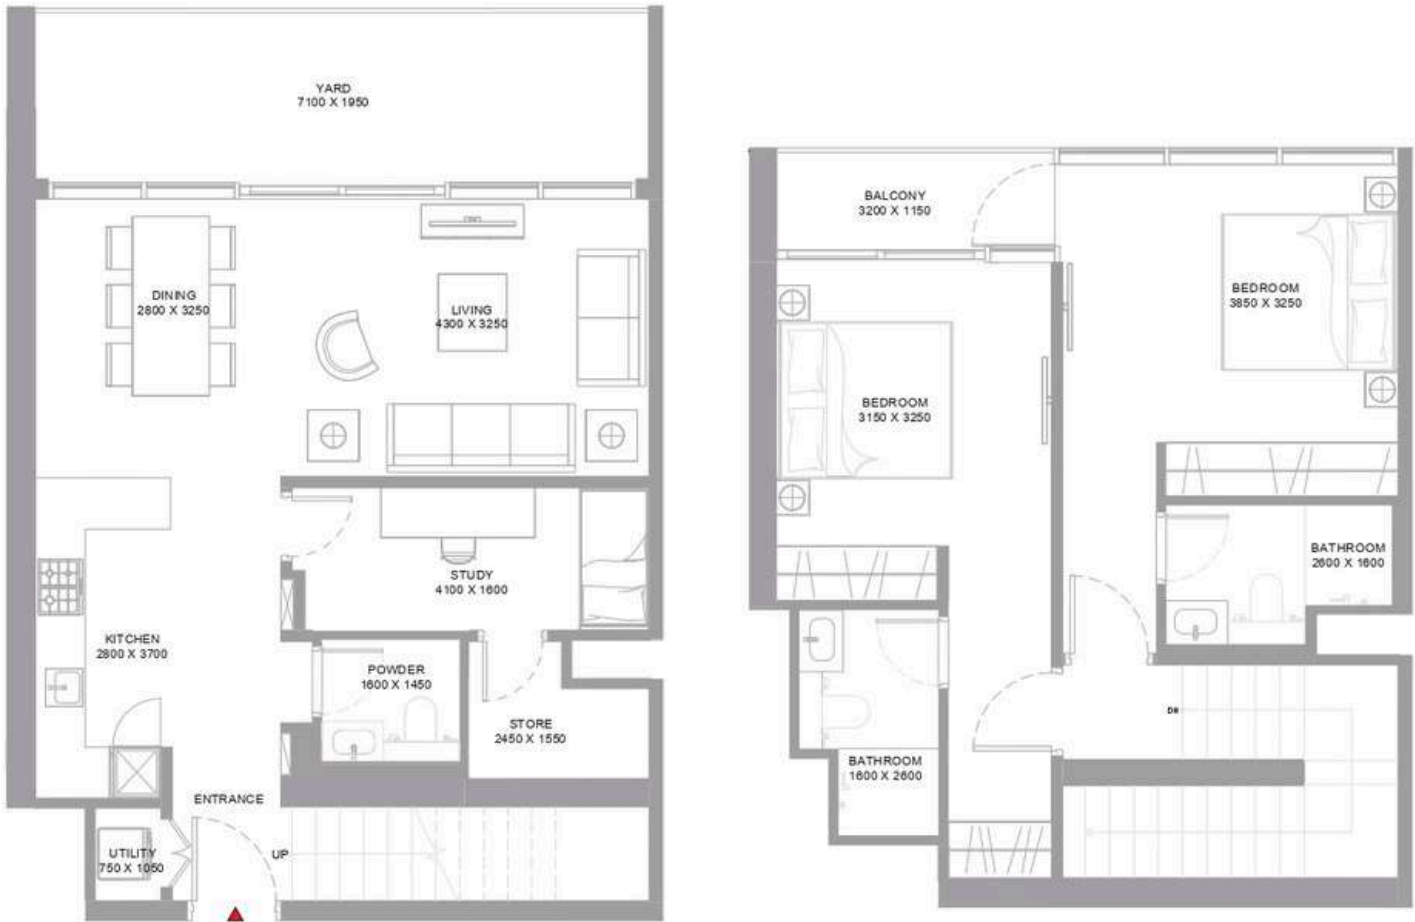 YARD
7100 X 1950
DINING
2800 X 3250
LIVING
4300 X 3250
STUDY
4100 X 1600
KITCHEN
2800 X 3700
POWDER
1600 X 1450
STORE
2450 X 1550
ENTRANCE
UTILITY
750 X 1050
UP
BALCONY
3200 X 1150
BEDROOM
3850 X 3250
BEDROOM
3150 X 3250
BATHROOM
2600 X 1600
BATHROOM
1600 X 2600